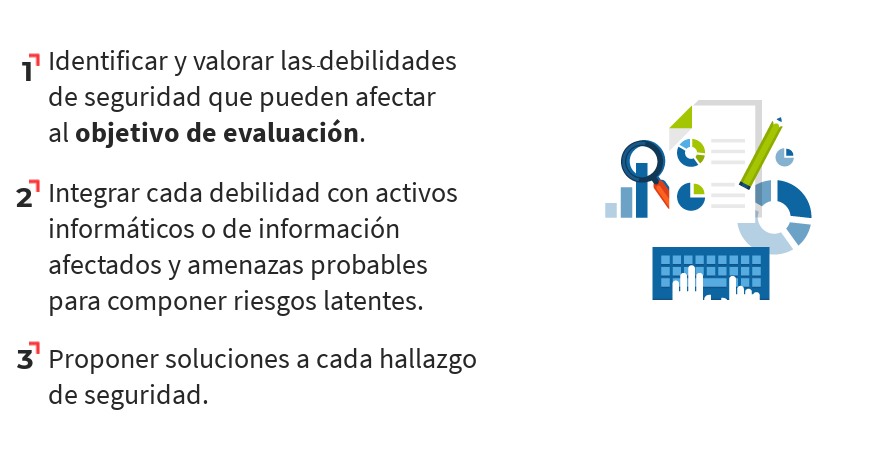 1 Identificar y valorar las debilidades
de seguridad que pueden afectar
al objetivo de evaluación.
2 Integrar cada debilidad con activos
informáticos o de información
afectados y amenazas probables
para componer riesgos latentes.
3 Proponer soluciones a cada hallazgo
de seguridad.